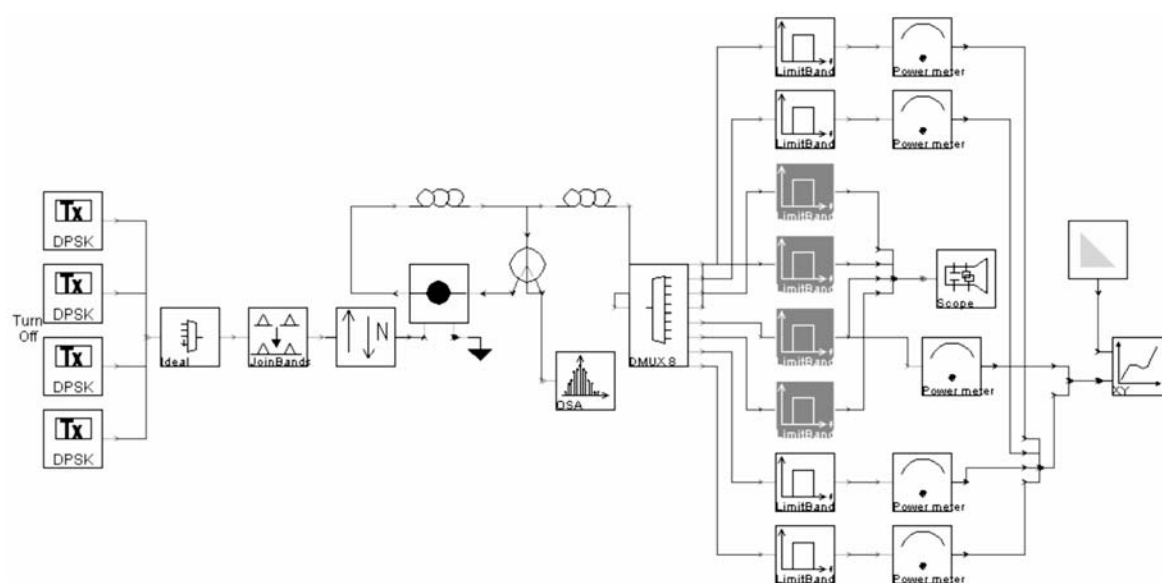 LimitBand
Power meter
LimitBand
Power meter
LimitBand
Tx
DPSK
Tx
DPSK
LimitBand
Scope
Turn
Off
Ideal
JoinBands
N
DMUX 8
LimitBand
Tx
DPSK
OSA
Power meter
XY
LimitBand
Tx
DPSK
LimitBand
Power meter
LimitBand
Power meter